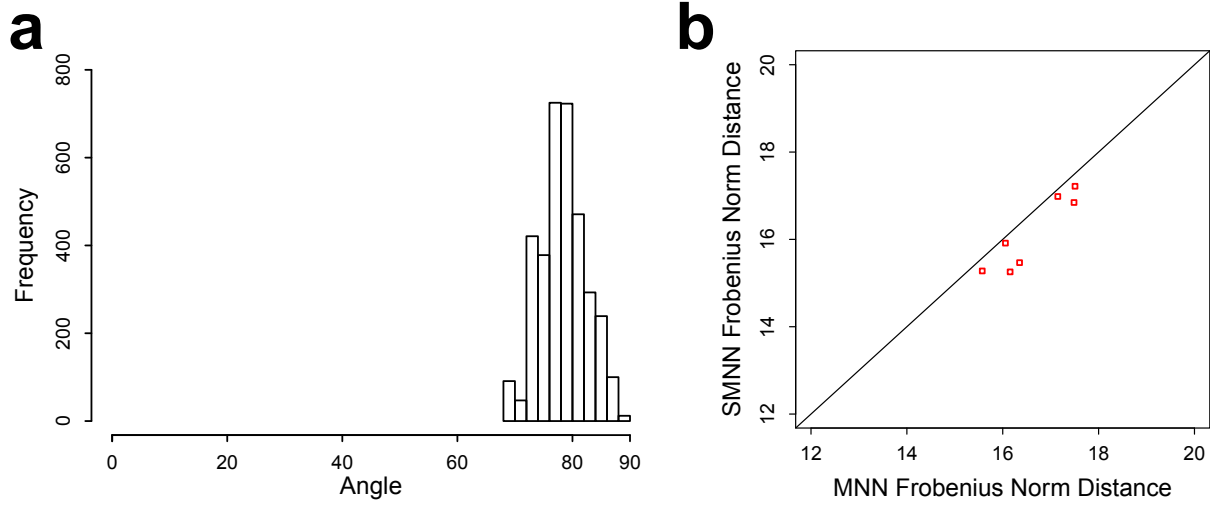 a
800
600
400
200
0
Frequency
0 20 40 60 80 90
Angle
b
20
18
16
14
12
SMNN Frobenius Norm Distance
12 14 16 18 20
MNN Frobenius Norm Distance